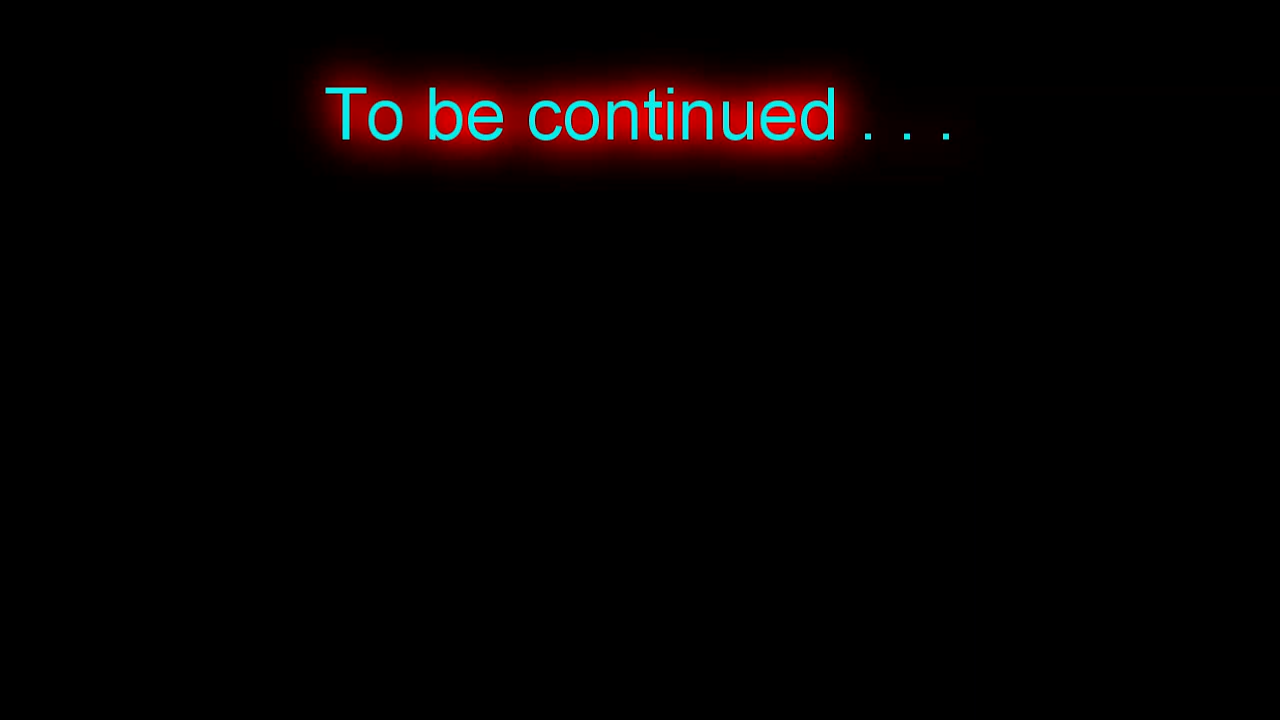 To be continued . . .